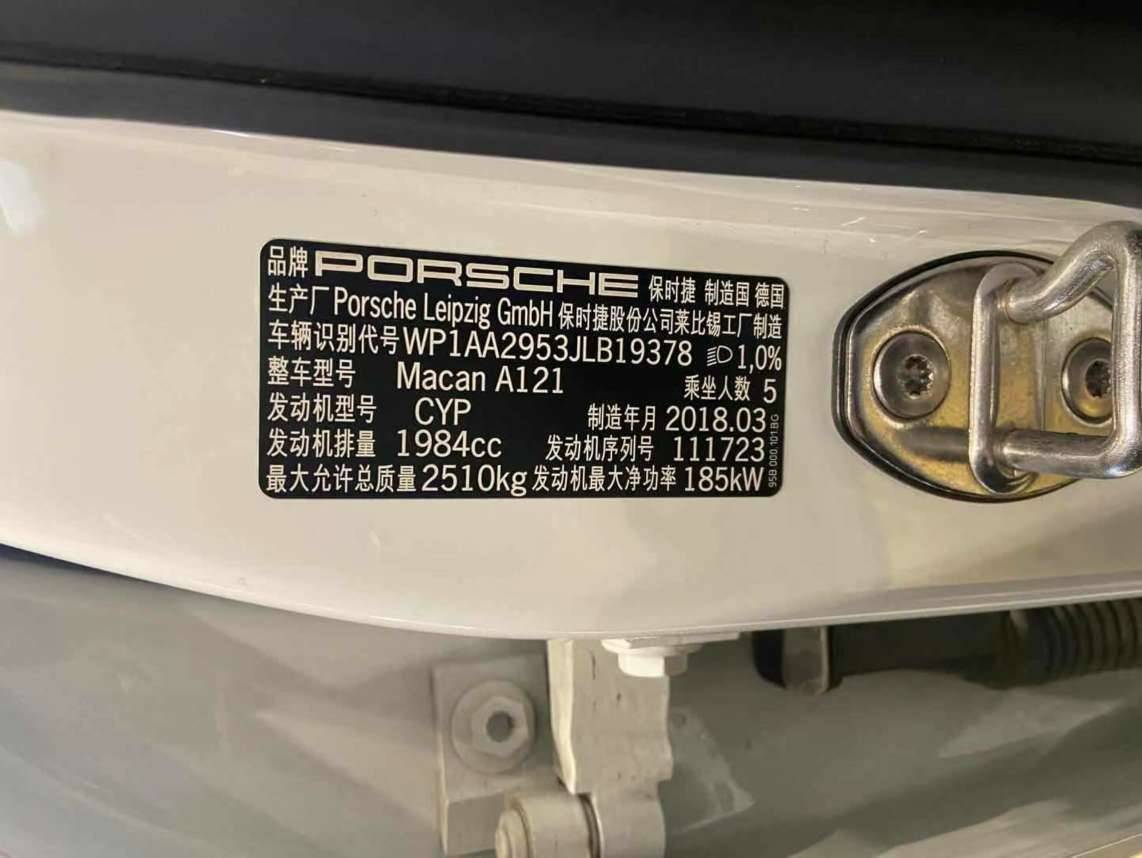 品牌 PORSCHE 保时捷 制造国 德国
生产厂 Porsche Leipzig GmbH 保时捷股份公司莱比锡工厂制造
车辆识别代号 WP1AA2953JLB19378 1,0%
整车型号 Macan A121 乘坐人数 5
发动机型号 CYP 制造年月 2018.03
发动机排量 1984cc 发动机序列号 111723
最大允许总质量 2510kg 发动机最大净功率 185kW
95B.000.101.BG